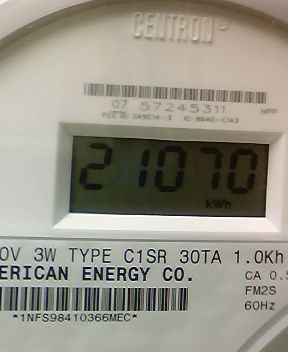 CENTRON
07 57245311
HPP
21070
kWh
0V 3W TYPE C1SR 30TA 1.0Kh
ERICAN ENERGY CO.
CA 0.5
FM2S
60Hz
*1NFS98410366MEC*